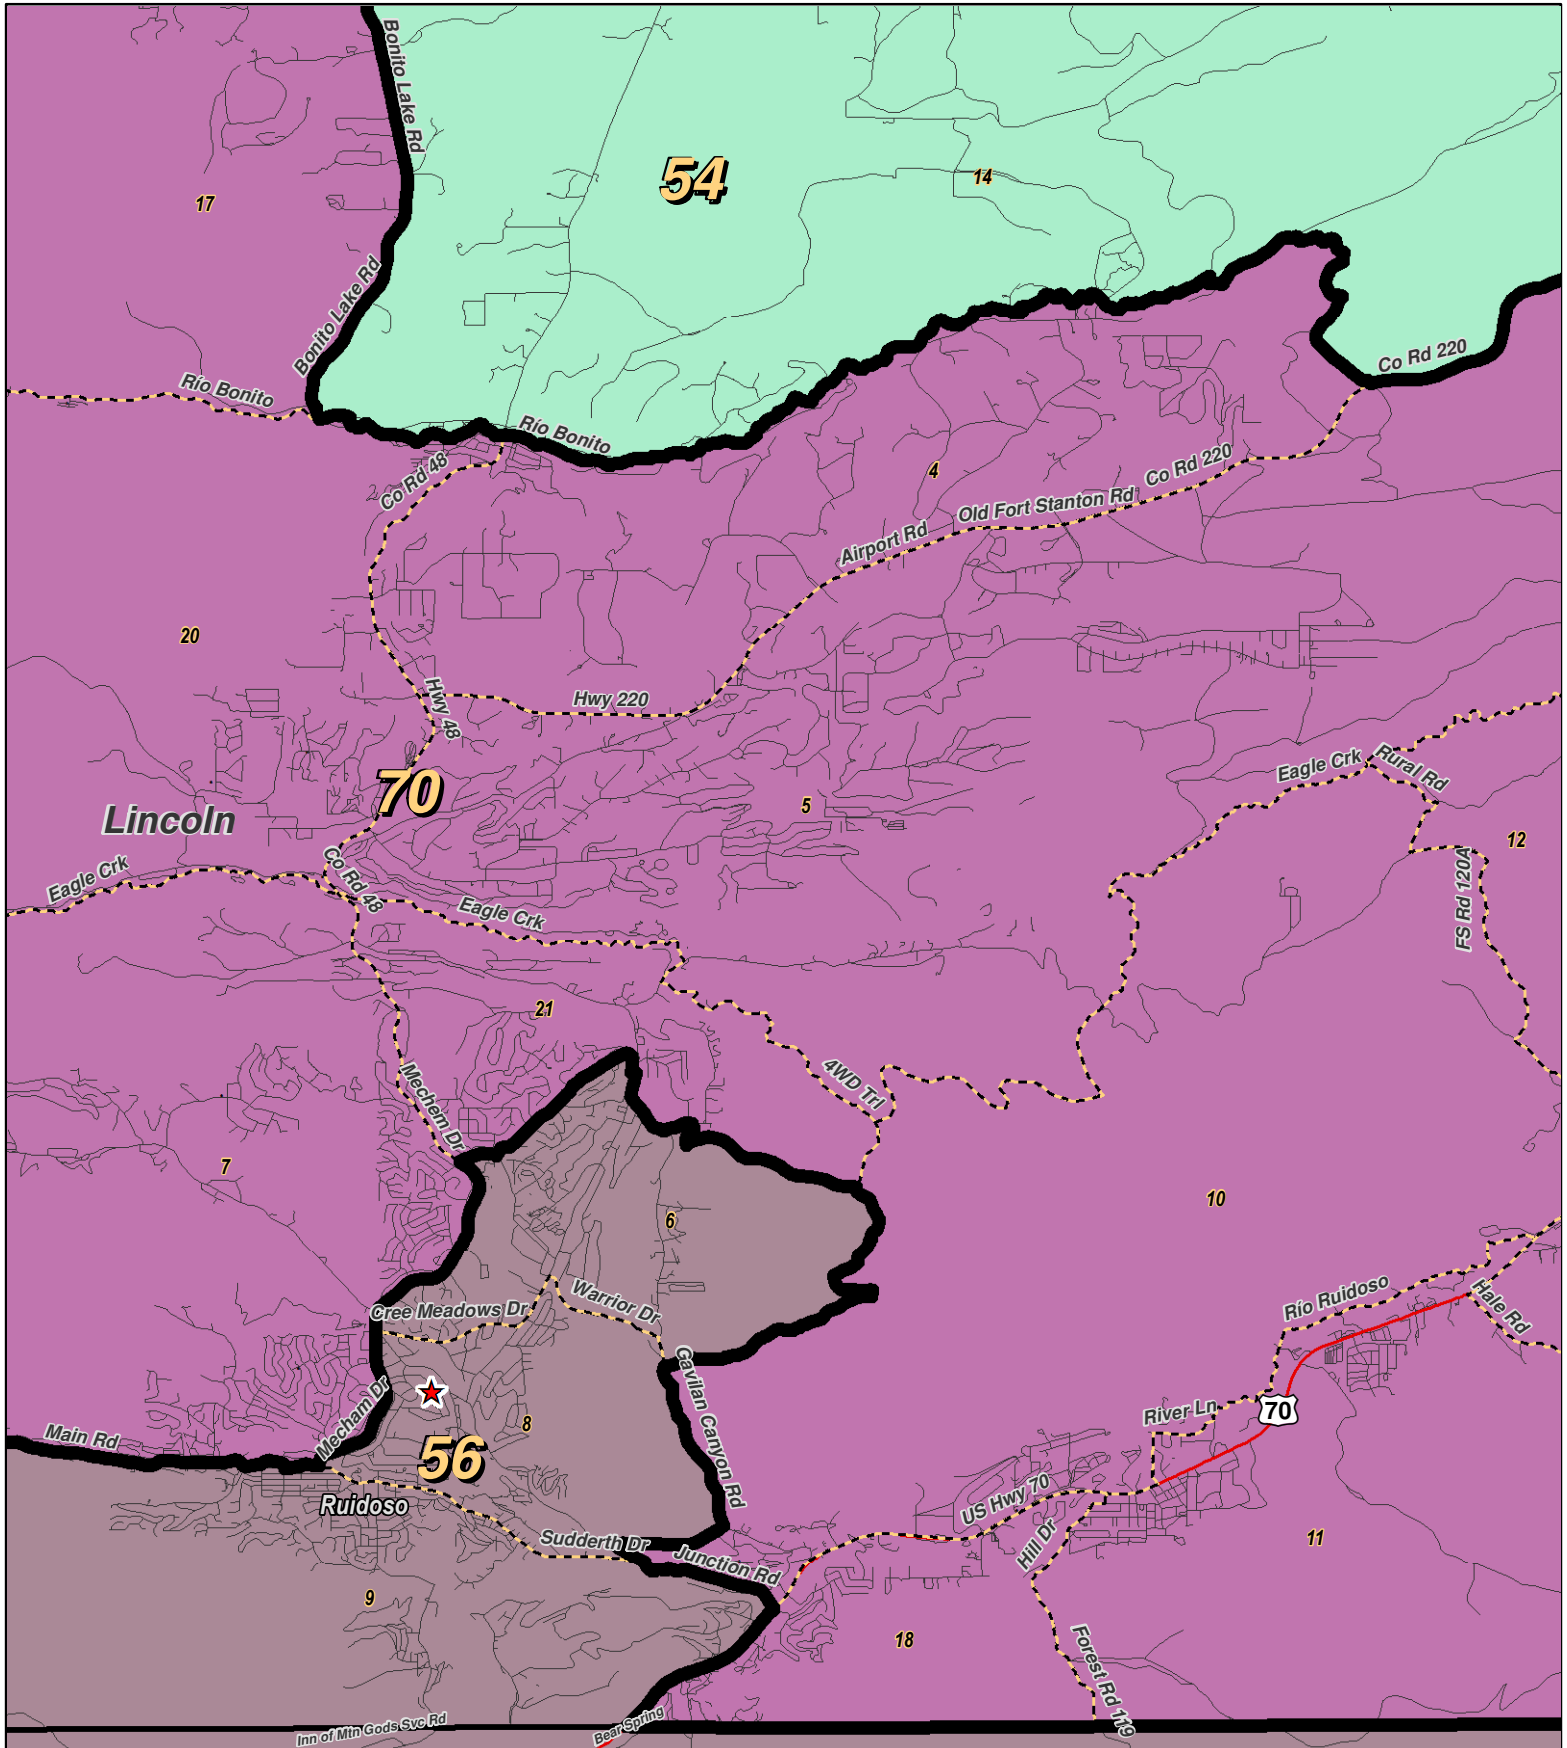 Bonito Lake Rd
54
14
17
Bonito Lake Rd
Co Rd 220
Río Bonito
Río Bonito
Co Rd 48
4
Co Rd 220
Old Fort Stanton Rd
Airport Rd
20
Hwy 48
Hwy 220
Eagle Crk
Rural Rd
70
5
Lincoln
12
Co Rd 48
Eagle Crk
Eagle Crk
FS Rd 120A
21
4WD Trl
Mechem Dr
7
10
6
Warrior Dr
Cree Meadows Dr
Río Ruidoso
Hale Rd
Gavilan Canyon Rd
Mecham Dr
River Ln
70
8
Main Rd
56
US Hwy 70
Ruidoso
Hill Dr
Sudderth Dr
Junction Rd
11
9
18
Forest Rd 119
Inn of Mtn Gods Svc Rd
Bear Spring